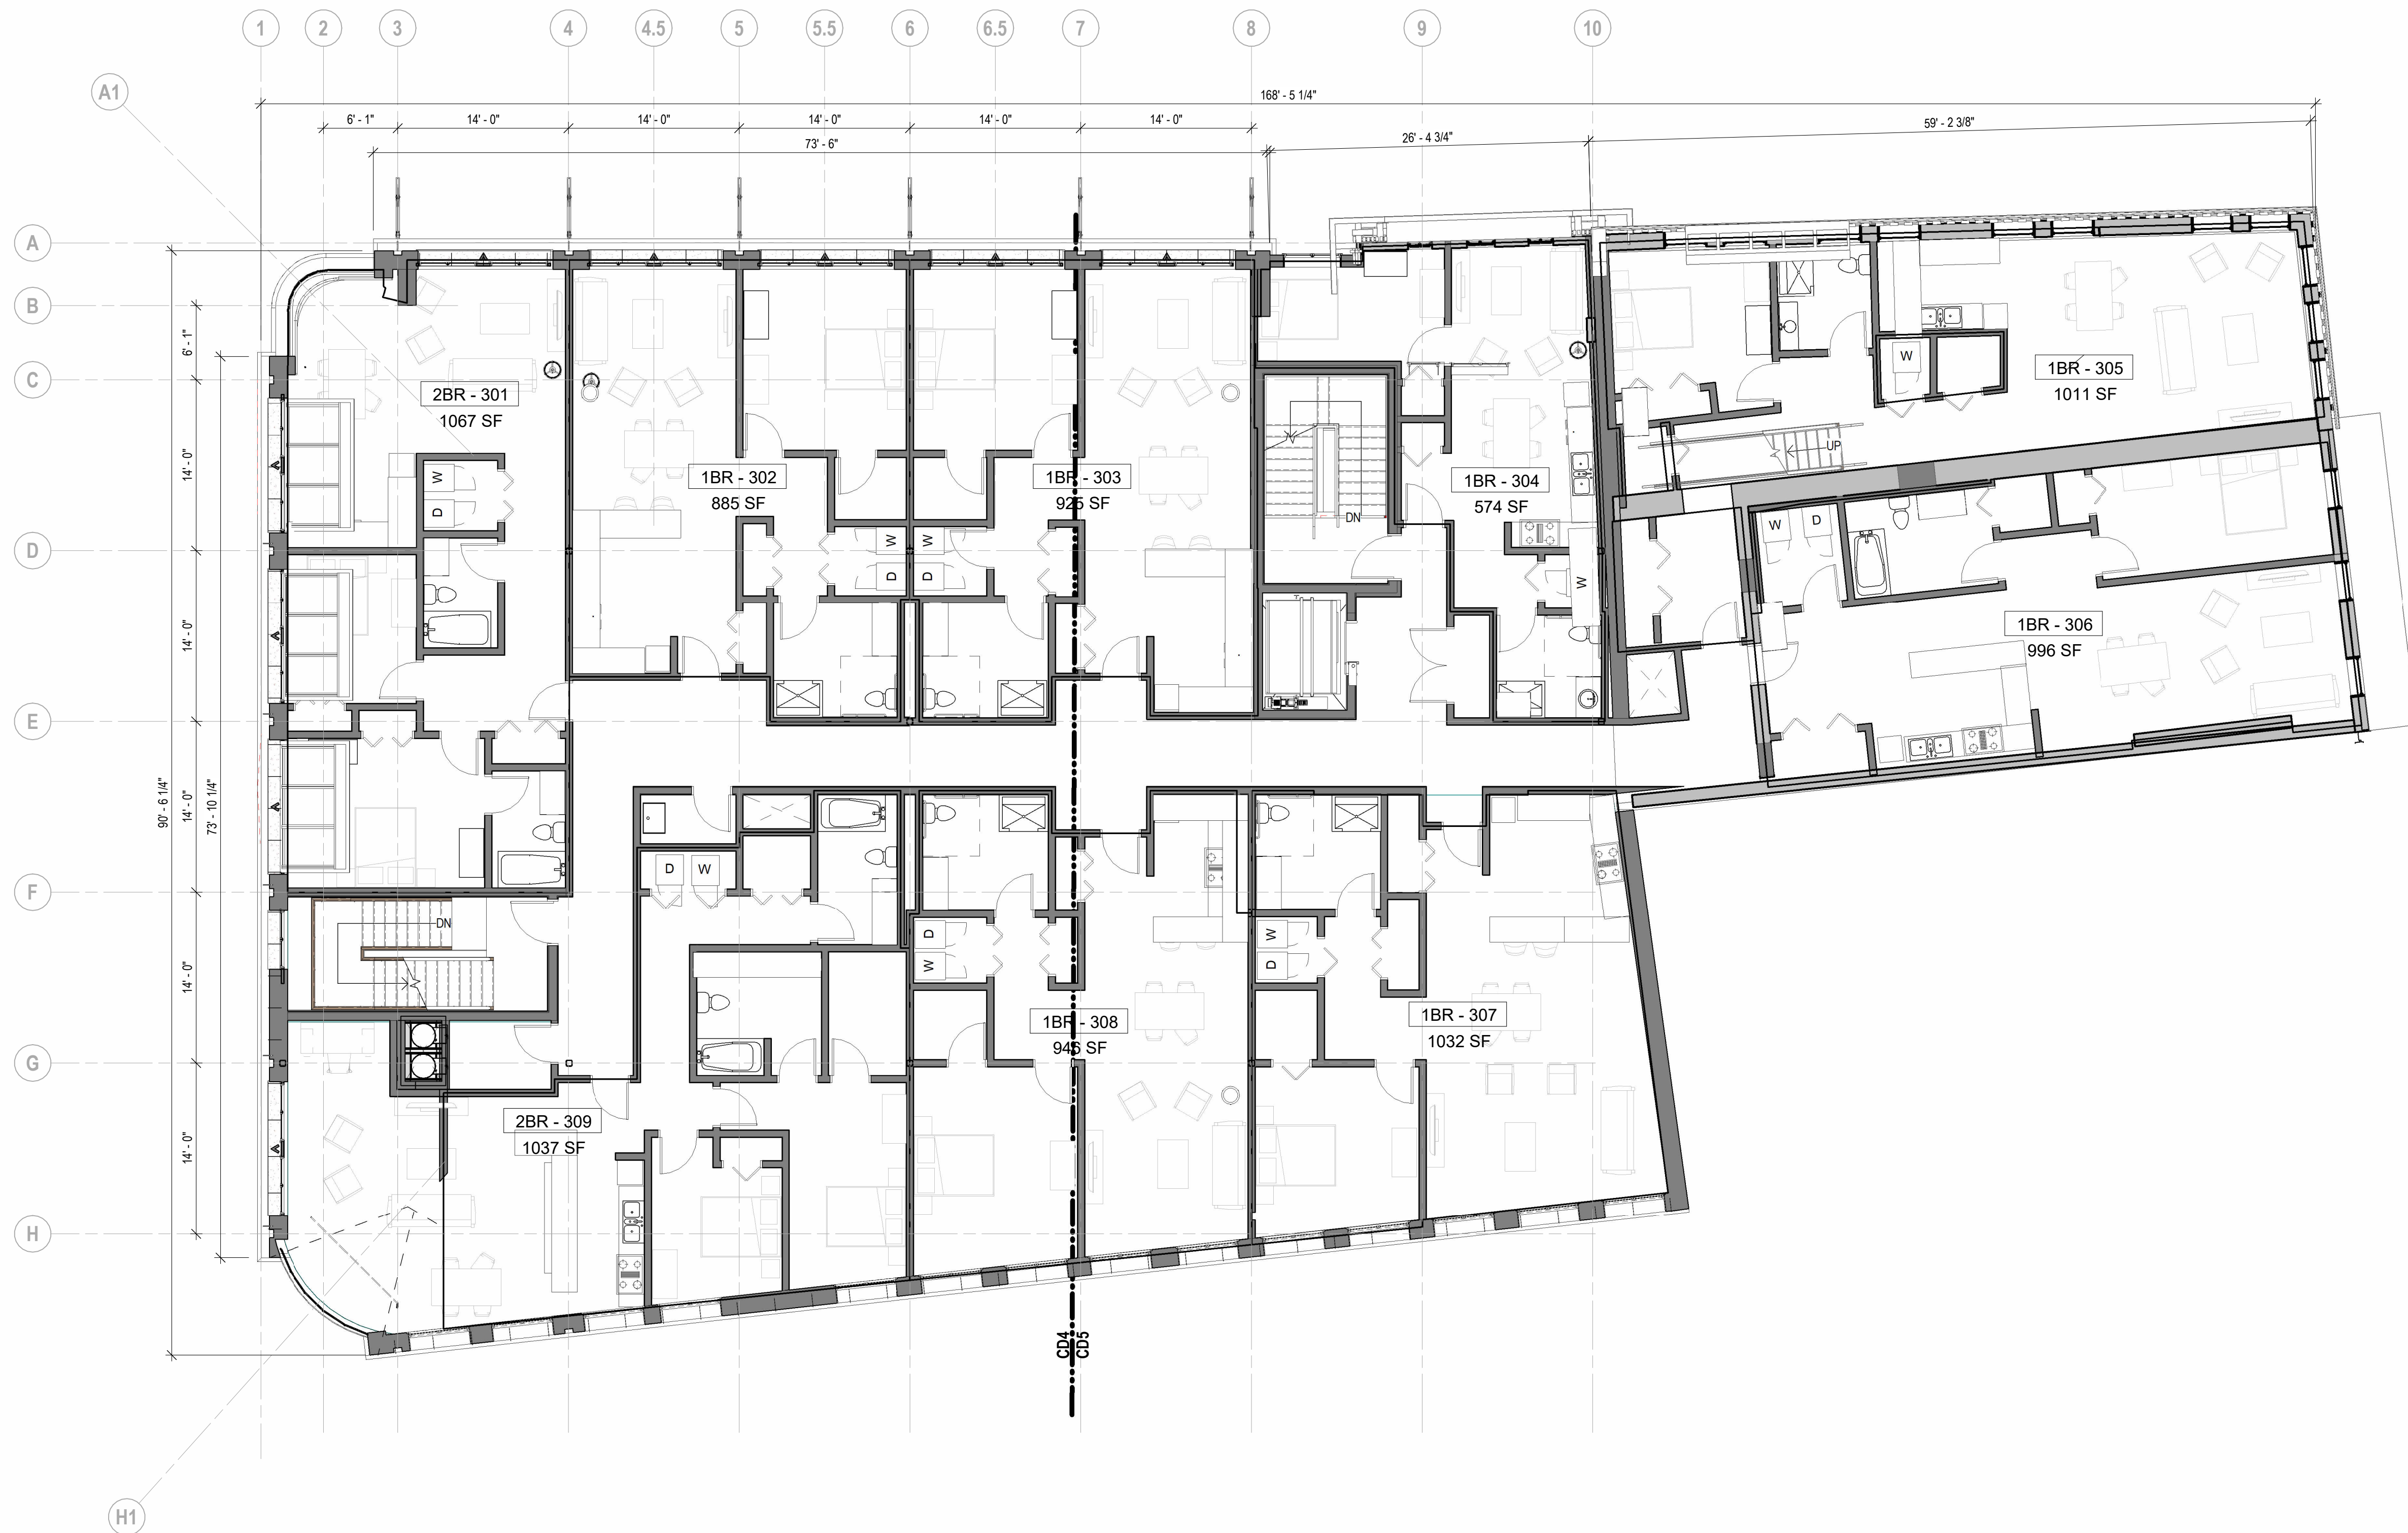 1 2 3 4 4.5 5 5.5 6 6.5 7 8 9 10
A1
168' - 5 1/4"
6' - 1" 14' - 0" 14' - 0" 14' - 0" 14' - 0" 14' - 0"
59' - 2 3/8"
73' - 6"
26' - 4 3/4"
A
B
6' - 1"
C
W
1BR - 305
1011 SF
2BR - 301
1067 SF
UP
14' - 0"
W
D
1BR - 302
885 SF
1BR - 303
925 SF
1BR - 304
574 SF
DN
W D
D
W W
D D
W
14' - 0"
1BR - 306
996 SF
E
90' - 6 1/4"
14' - 0"
73' - 10 1/4"
D W
F
DN
D
W
W
D
14' - 0"
1BR - 308
946 SF
1BR - 307
1032 SF
G
2BR - 309
1037 SF
14' - 0"
H
CD4
CD5
H1